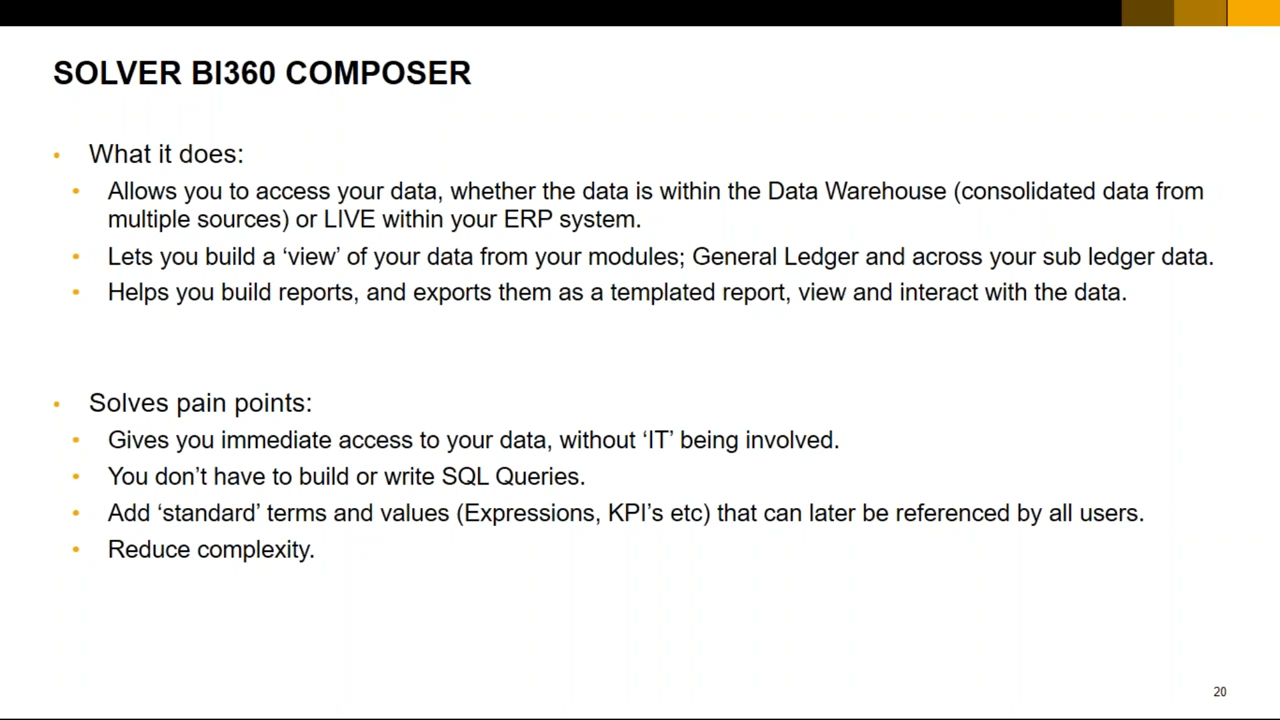 SOLVER BI360 COMPOSER
• What it does:
• Allows you to access your data, whether the data is within the Data Warehouse (consolidated data from
multiple sources) or LIVE within your ERP system.
• Lets you build a ‘view’ of your data from your modules; General Ledger and across your sub ledger data.
• Helps you build reports, and exports them as a templated report, view and interact with the data.
• Solves pain points:
• Gives you immediate access to your data, without ‘IT’ being involved.
• You don’t have to build or write SQL Queries.
• Add ‘standard’ terms and values (Expressions, KPI’s etc) that can later be referenced by all users.
• Reduce complexity.
20